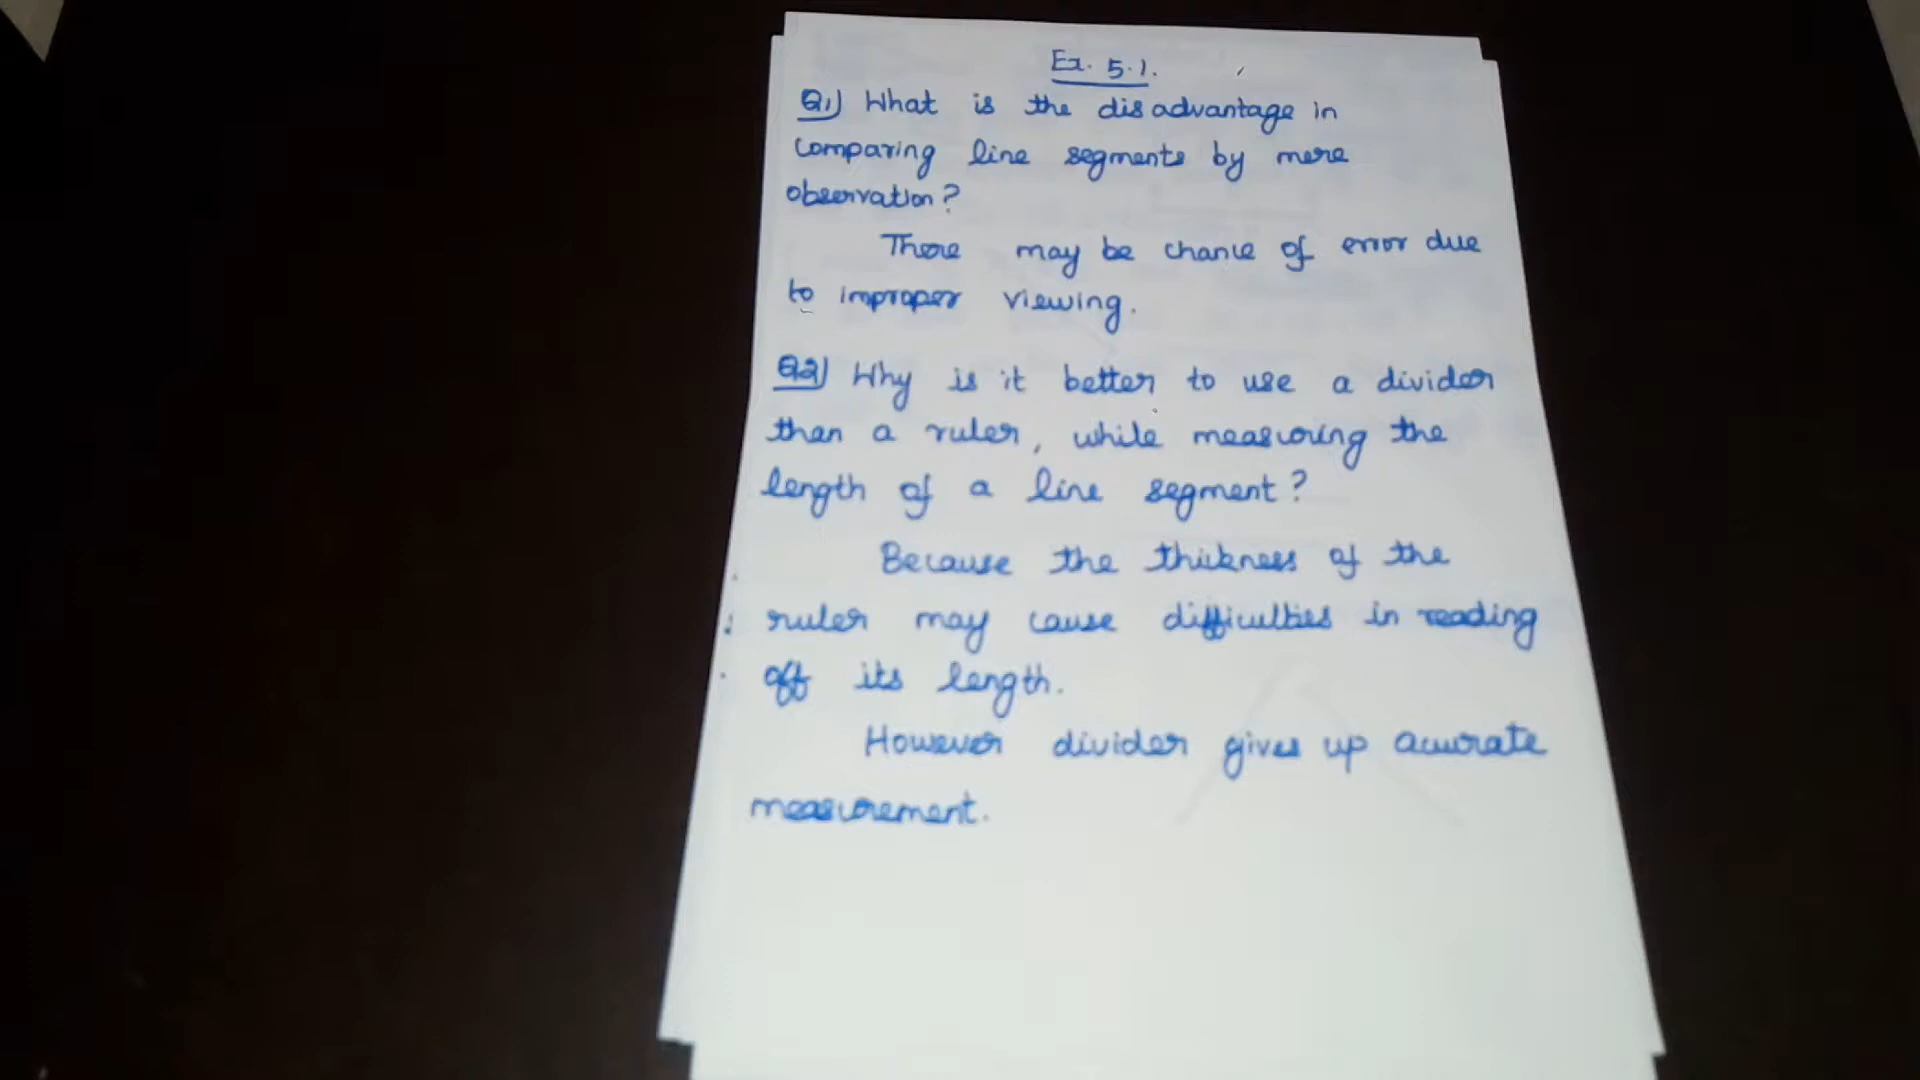 Ex. 5.1.
Q1) What is the disadvantage in
comparing line segments by mere
observation?
There may be chance of error due
to improper viewing.
Q2) Why is it better to use a divider
than a ruler, while measuring the
length of a line segment?
Because the thickness of the
ruler may cause difficulties in reading
off its length.
However divider gives up accurate
measurement.